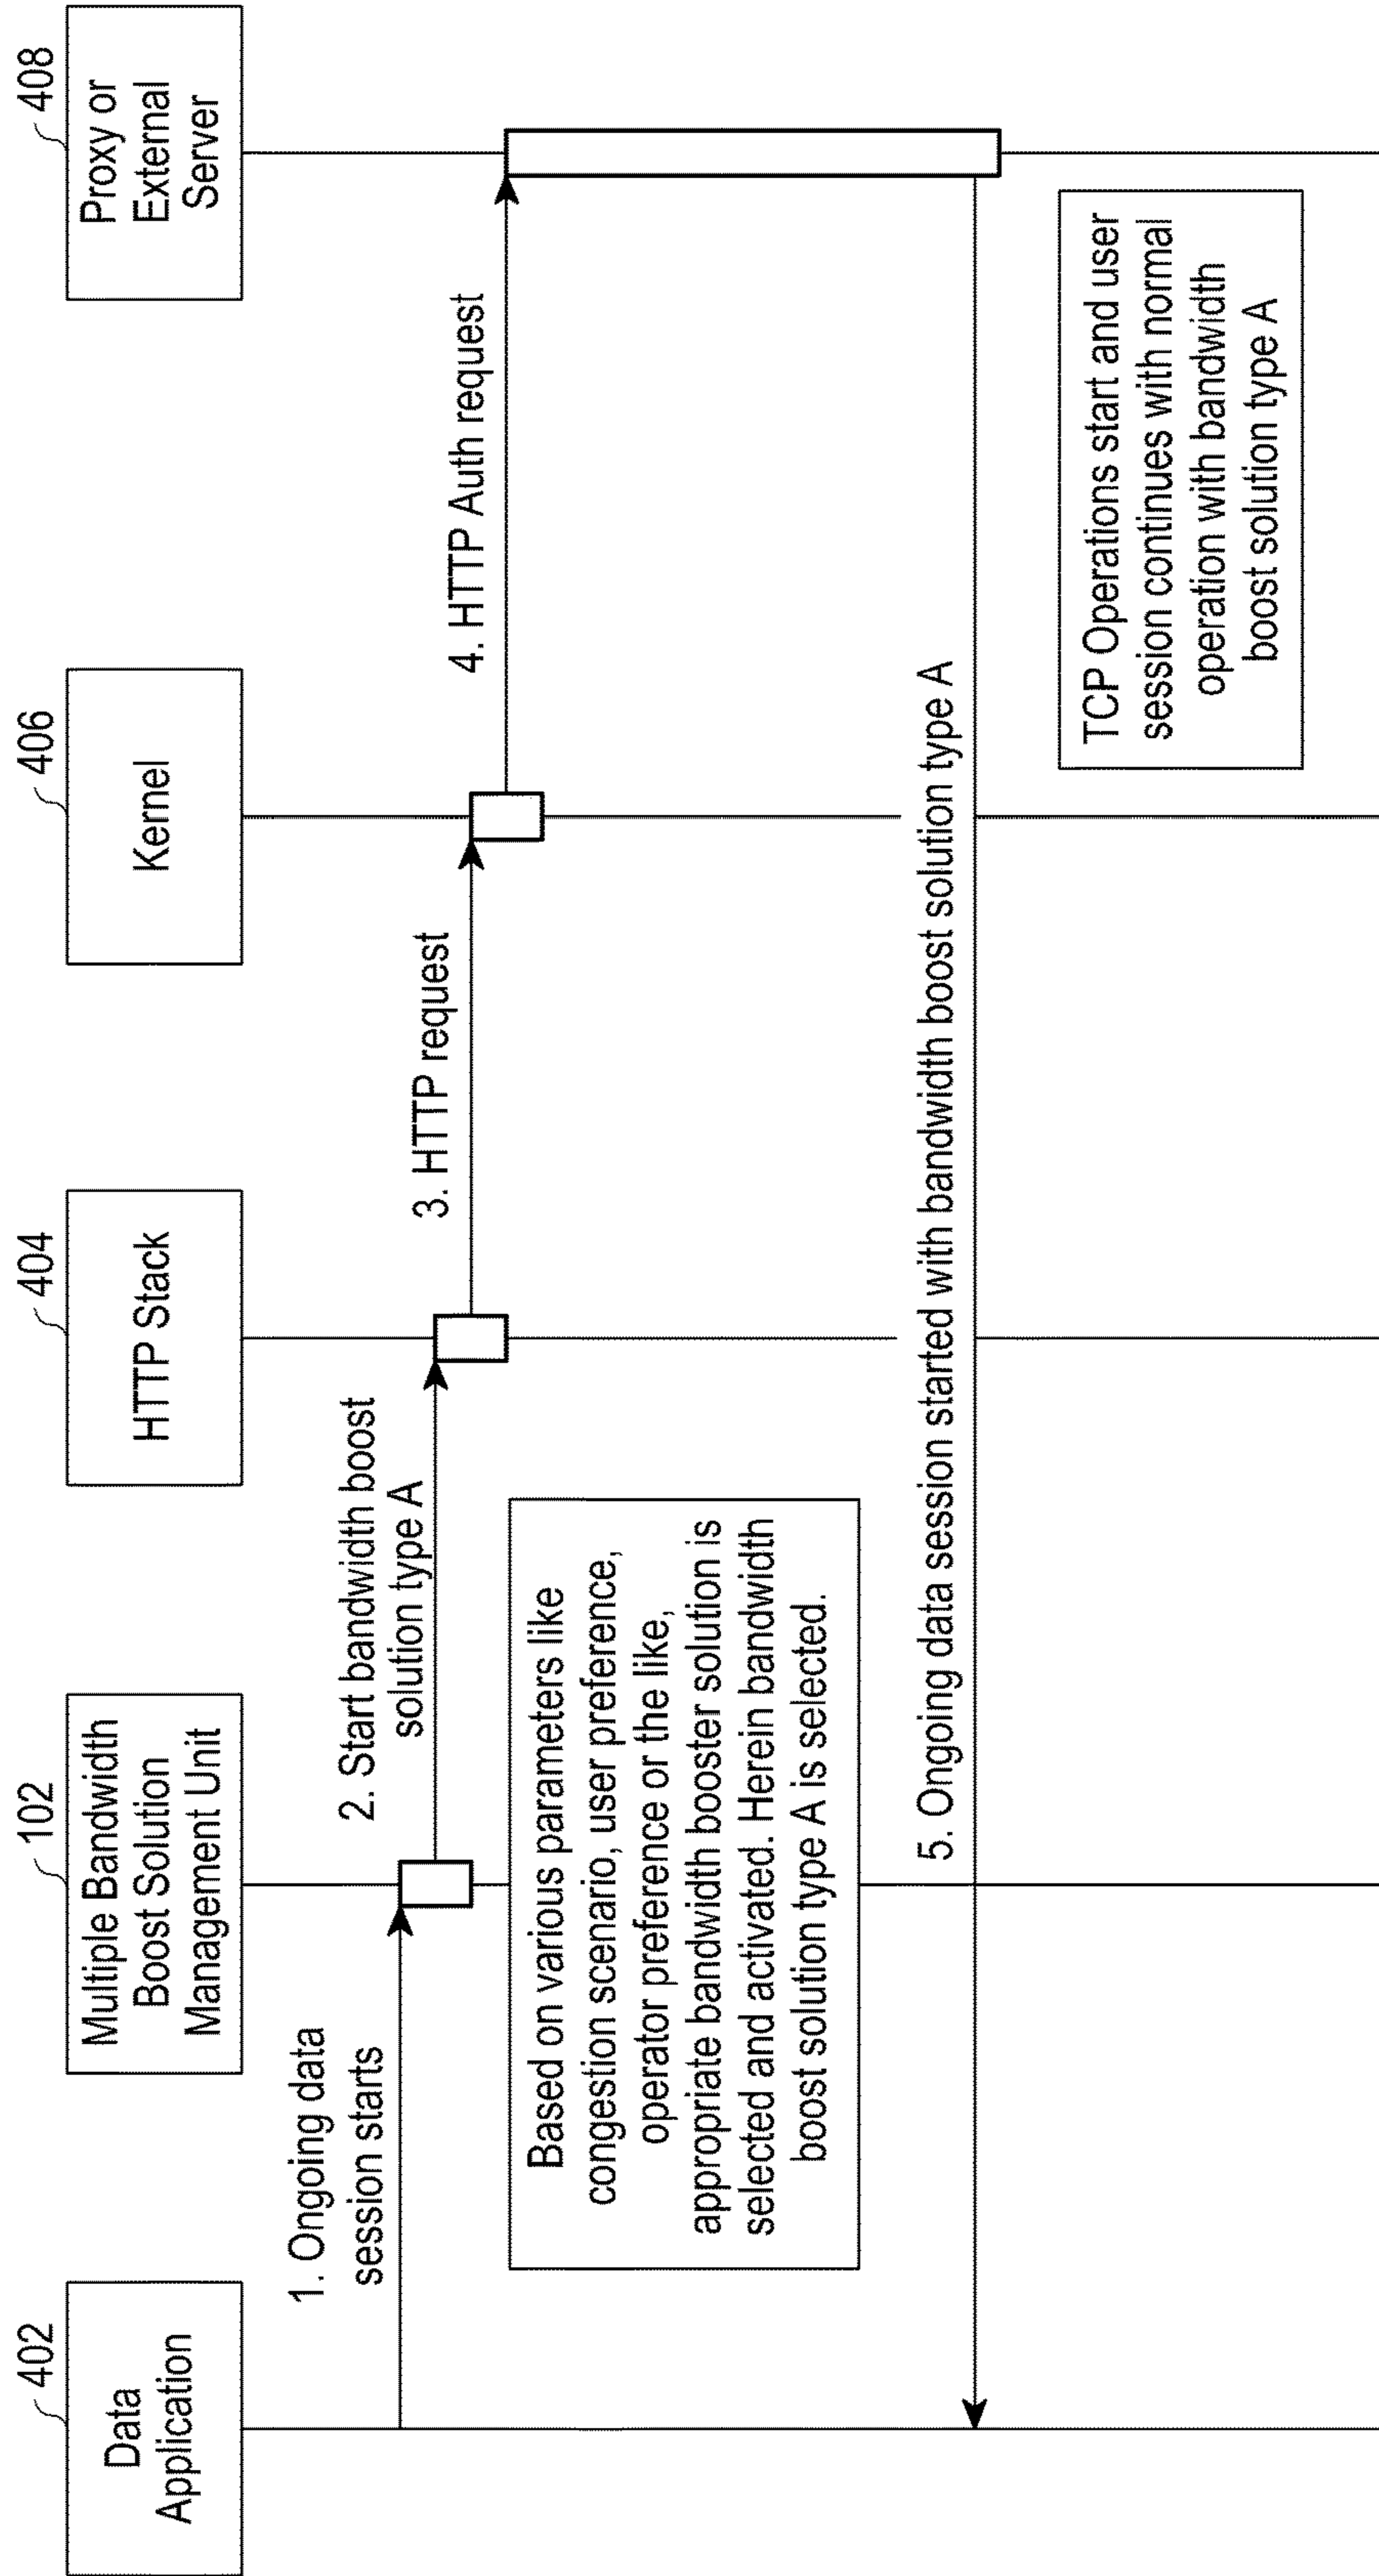 402
Data
Application
102
Multiple Bandwidth
Boost Solution
Management Unit
404
HTTP Stack
406
Kernel
408
Proxy or
External
Server
1. Ongoing data
session starts
2. Start bandwidth boost
solution type A
3. HTTP request
4. HTTP Auth request
Based on various parameters like
congestion scenario, user preference,
operator preference or the like,
appropriate bandwidth booster solution is
selected and activated. Herein bandwidth
boost solution type A is selected.
5. Ongoing data session started with bandwidth boost solution type A
TCP Operations start and user
session continues with normal
operation with bandwidth
boost solution type A